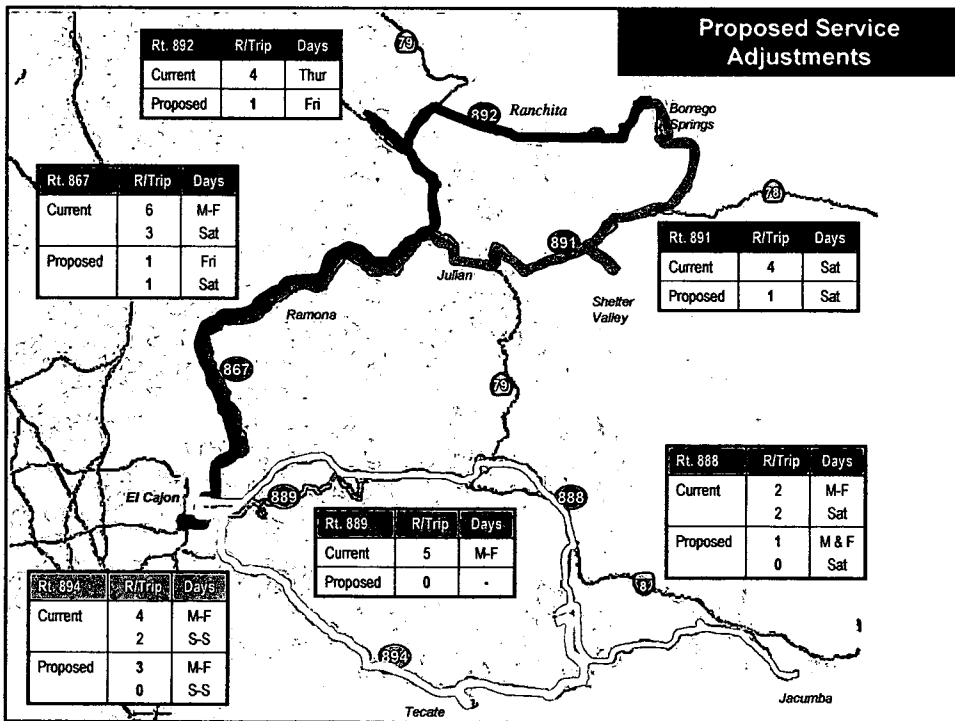 Proposed Service
Adjustments
Rt. 892 R/Trip Days
Current 4 Thur
Proposed 1 Fri
79
892
Ranchita
Borrego
Springs
Rt. 867 R/Trip Days
Current 6 M-F
3 Sat
Proposed 1 Fri
1 Sat
78
891
Rt. 891 R/Trip Days
Current 4 Sat
Proposed 1 Sat
Julian
Shelter
Valley
Ramona
867
79
El Cajon
889
888
Rt. 888 R/Trip Days
Current 2 M-F
2 Sat
Proposed 1 M & F
0 Sat
Rt. 889 R/Trip Days
Current 5 M-F
Proposed 0 -
Rt. 894 R/Trip Days
Current 4 M-F
2 S-S
Proposed 3 M-F
0 S-S
894
Tecate
Jacumba